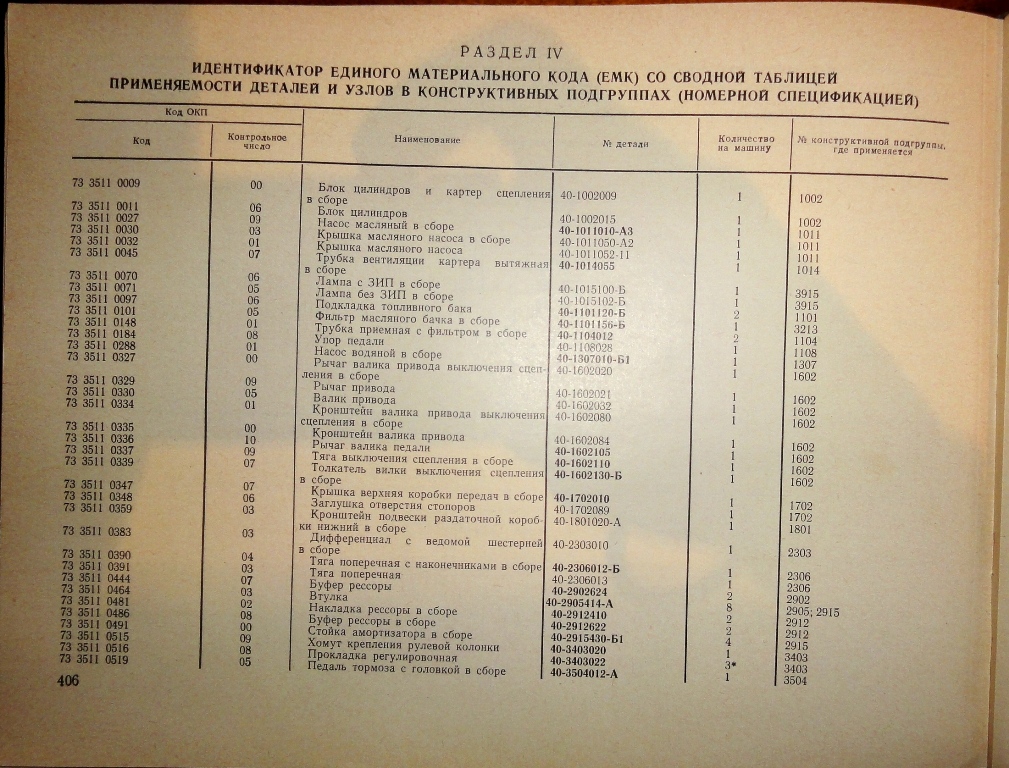 РАЗДЕЛ IV
ИДЕНТИФИКАТОР ЕДИНОГО МАТЕРИАЛЬНОГО КОДА (ЕМК) СО СВОДНОЙ ТАБЛИЦЕЙ
ПРИМЕНЯЕМОСТИ ДЕТАЛЕЙ И УЗЛОВ В КОНСТРУКТИВНЫХ ПОДГРУППАХ (НОМЕРНОЙ СПЕЦИФИКАЦИЕЙ)
Код ОКП
Код Контрольное число Наименование № детали Количество на машину № конструктивной подгруппы, где применяется
73 3511 0009 00 Блок цилиндров и картер сцепления
в сборе 40-1002009 1 1002
73 3511 0011 06 Блок цилиндров 40-1002015 1 1002
73 3511 0027 09 Насос масляный в сборе 40-1011010-А3 1 1011
73 3511 0030 03 Крышка масляного насоса в сборе 40-1011050-А2 1 1011
73 3511 0032 01 Крышка масляного насоса 40-1011052-11 1 1011
73 3511 0045 07 Трубка вентиляции картера вытяжная
в сборе 40-1014055 1 1014
73 3511 0070 06 Лампа с ЗИП в сборе 40-1015100-Б 1 3915
73 3511 0071 05 Лампа без ЗИП в сборе 40-1015102-Б 1 3915
73 3511 0097 06 Подкладка топливного бака 40-1101120-Б 2 1101
73 3511 0101 05 Фильтр масляного бачка в сборе 40-1101156-Б 1 3213
73 3511 0148 01 Трубка приемная с фильтром в сборе 40-1104012 2 1104
73 3511 0184 08 Упор педали 40-1108028 1 1108
73 3511 0288 01 Насос водяной в сборе 40-1307010-Б1 1 1307
73 3511 0327 00 Рычаг валика привода выключения сцеп-
ления в сборе 40-1602020 1 1602
73 3511 0329 09 Рычаг привода 40-1602021 1 1602
73 3511 0330 05 Валик привода 40-1602032 1 1602
73 3511 0334 01 Кронштейн валика привода выключения
сцепления в сборе 40-1602080 1 1602
73 3511 0335 00 Кронштейн валика привода 40-1602084 1 1602
73 3511 0336 10 Рычаг валика педали 40-1602105 1 1602
73 3511 0337 09 Тяга выключения сцепления в сборе 40-1602110 1 1602
73 3511 0339 07 Толкатель вилки выключения сцепления
в сборе 40-1602130-Б 1 1602
73 3511 0347 07 Крышка верхняя коробки передач в сборе 40-1702010 1 1702
73 3511 0348 06 Заглушка отверстия стопоров 40-1702089 1 1702
73 3511 0359 03 Кронштейн подвески раздаточной короб-
ки нижний в сборе 40-1801020-А 1 1801
73 3511 0383 03 Дифференциал с ведомой шестерней
в сборе 40-2303010 1 2303
73 3511 0390 04 Тяга поперечная с наконечниками в сборе 40-2306012-Б 1 2306
73 3511 0391 03 Тяга поперечная 40-2306013 1 2306
73 3511 0444 07 Буфер рессоры 40-2902624 2 2902
73 3511 0464 03 Втулка 40-2905414-А 8 2905; 2915
73 3511 0481 02 Накладка рессоры в сборе 40-2912410 2 2912
73 3511 0486 08 Буфер рессоры в сборе 40-2912622 2 2912
73 3511 0491 00 Стойка амортизатора в сборе 40-2915430-Б1 4 2915
73 3511 0515 09 Хомут крепления рулевой колонки 40-3403020 1 3403
73 3511 0516 08 Прокладка регулировочная 40-3403022 3* 3403
73 3511 0519 05 Педаль тормоза с головкой в сборе 40-3504012-А 1 3504
406